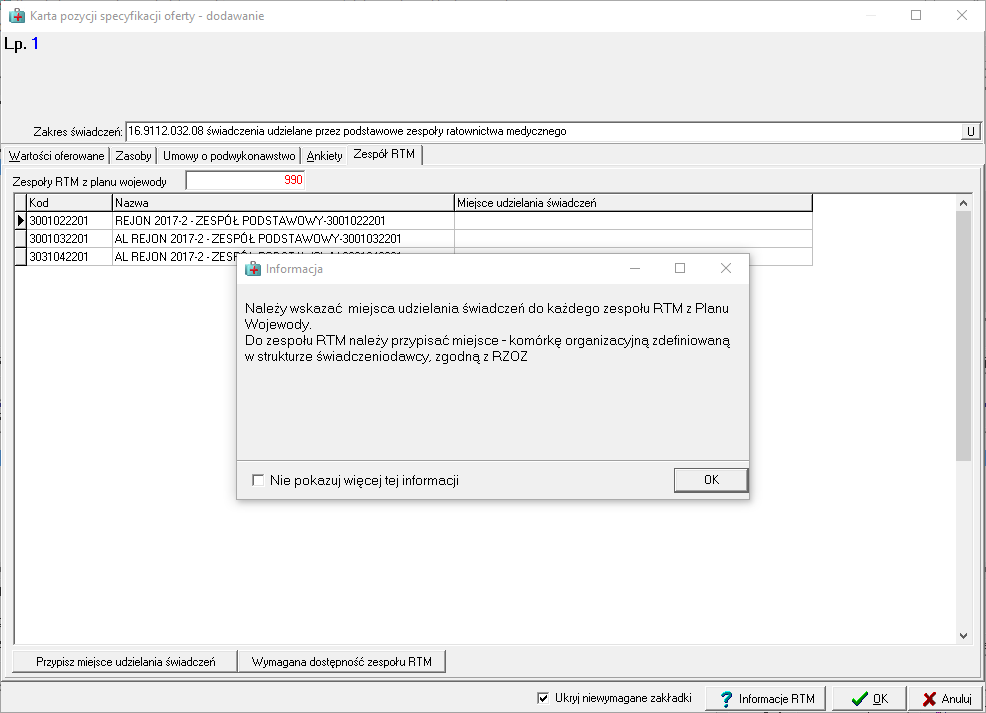 Karta pozycji specyfikacji oferty - dodawanie
Lp. 1
Zakres świadczeń: 16.9112.032.08 świadczenia udzielane przez podstawowe zespoły ratownictwa medycznego U
Wartości oferowane Zasoby Umowy o podwykonawstwo Ankiety Zespół RTM
Zespoły RTM z planu wojewody 990
Kod Nazwa Miejsce udzielania świadczeń
3001022201 REJON 2017-2 - ZESPÓŁ PODSTAWOWY-3001022201
3001032201 AL REJON 2017-2 - ZESPÓŁ PODSTAWOWY-3001032201
3031042201 AL REJON 2017-2 - ZESPÓŁ
Informacja
Należy wskazać miejsca udzielania świadczeń do każdego zespołu RTM z Planu
Wojewody.
Do zespołu RTM należy przypisać miejsce - komórkę organizacyjną zdefiniowaną
w strukturze świadczeniodawcy, zgodną z RZOZ
Nie pokazuj więcej tej informacji OK
Przypisz miejsce udzielania świadczeń Wymagana dostępność zespołu RTM
Ukryj niewymagane zakładki ? Informacje RTM OK Anuluj